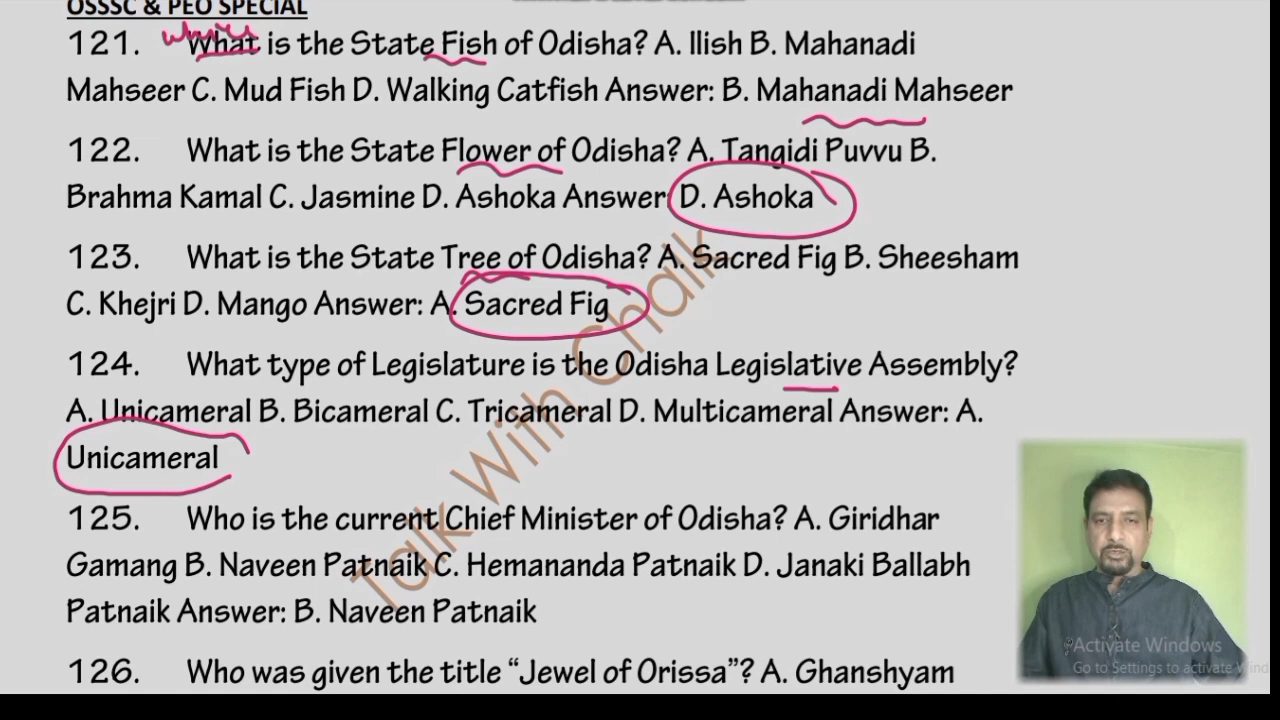 OSSSC & PEO SPECIAL
which
121. What is the State Fish of Odisha? A. Ilish B. Mahanadi
Mahseer C. Mud Fish D. Walking Catfish Answer: B. Mahanadi Mahseer
122. What is the State Flower of Odisha? A. Tangidi Puvvu B.
Brahma Kamal C. Jasmine D. Ashoka Answer: D. Ashoka
123. What is the State Tree of Odisha? A. Sacred Fig B. Sheesham
C. Khejri D. Mango Answer: A. Sacred Fig
124. What type of Legislature is the Odisha Legislative Assembly?
A. Unicameral B. Bicameral C. Tricameral D. Multicameral Answer: A.
Unicameral
125. Who is the current Chief Minister of Odisha? A. Giridhar
Gamang B. Naveen Patnaik C. Hemananda Patnaik D. Janaki Ballabh
Patnaik Answer: B. Naveen Patnaik
126. Who was given the title “Jewel of Orissa”? A. Ghanshyam
Talk With Chalk
Activate Windows
Go to Settings to activate Wind